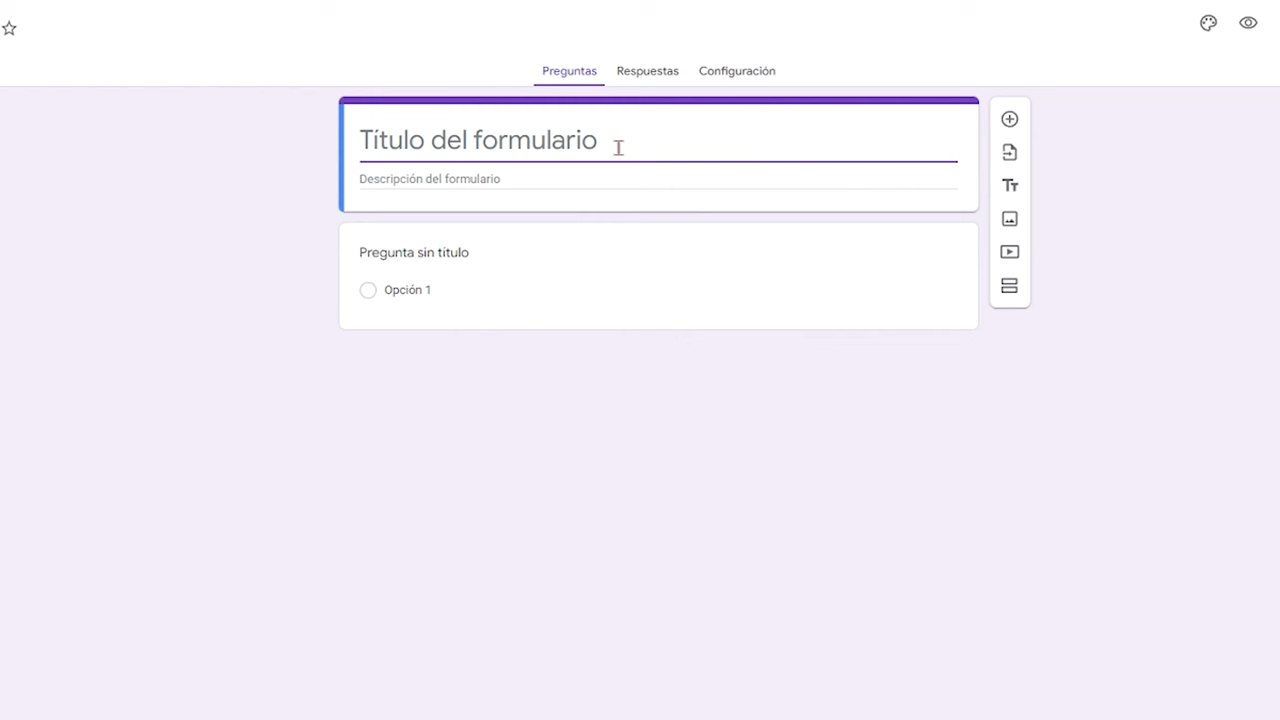 Preguntas Respuestas Configuración
Título del formulario
Descripción del formulario
Pregunta sin título
Opción 1